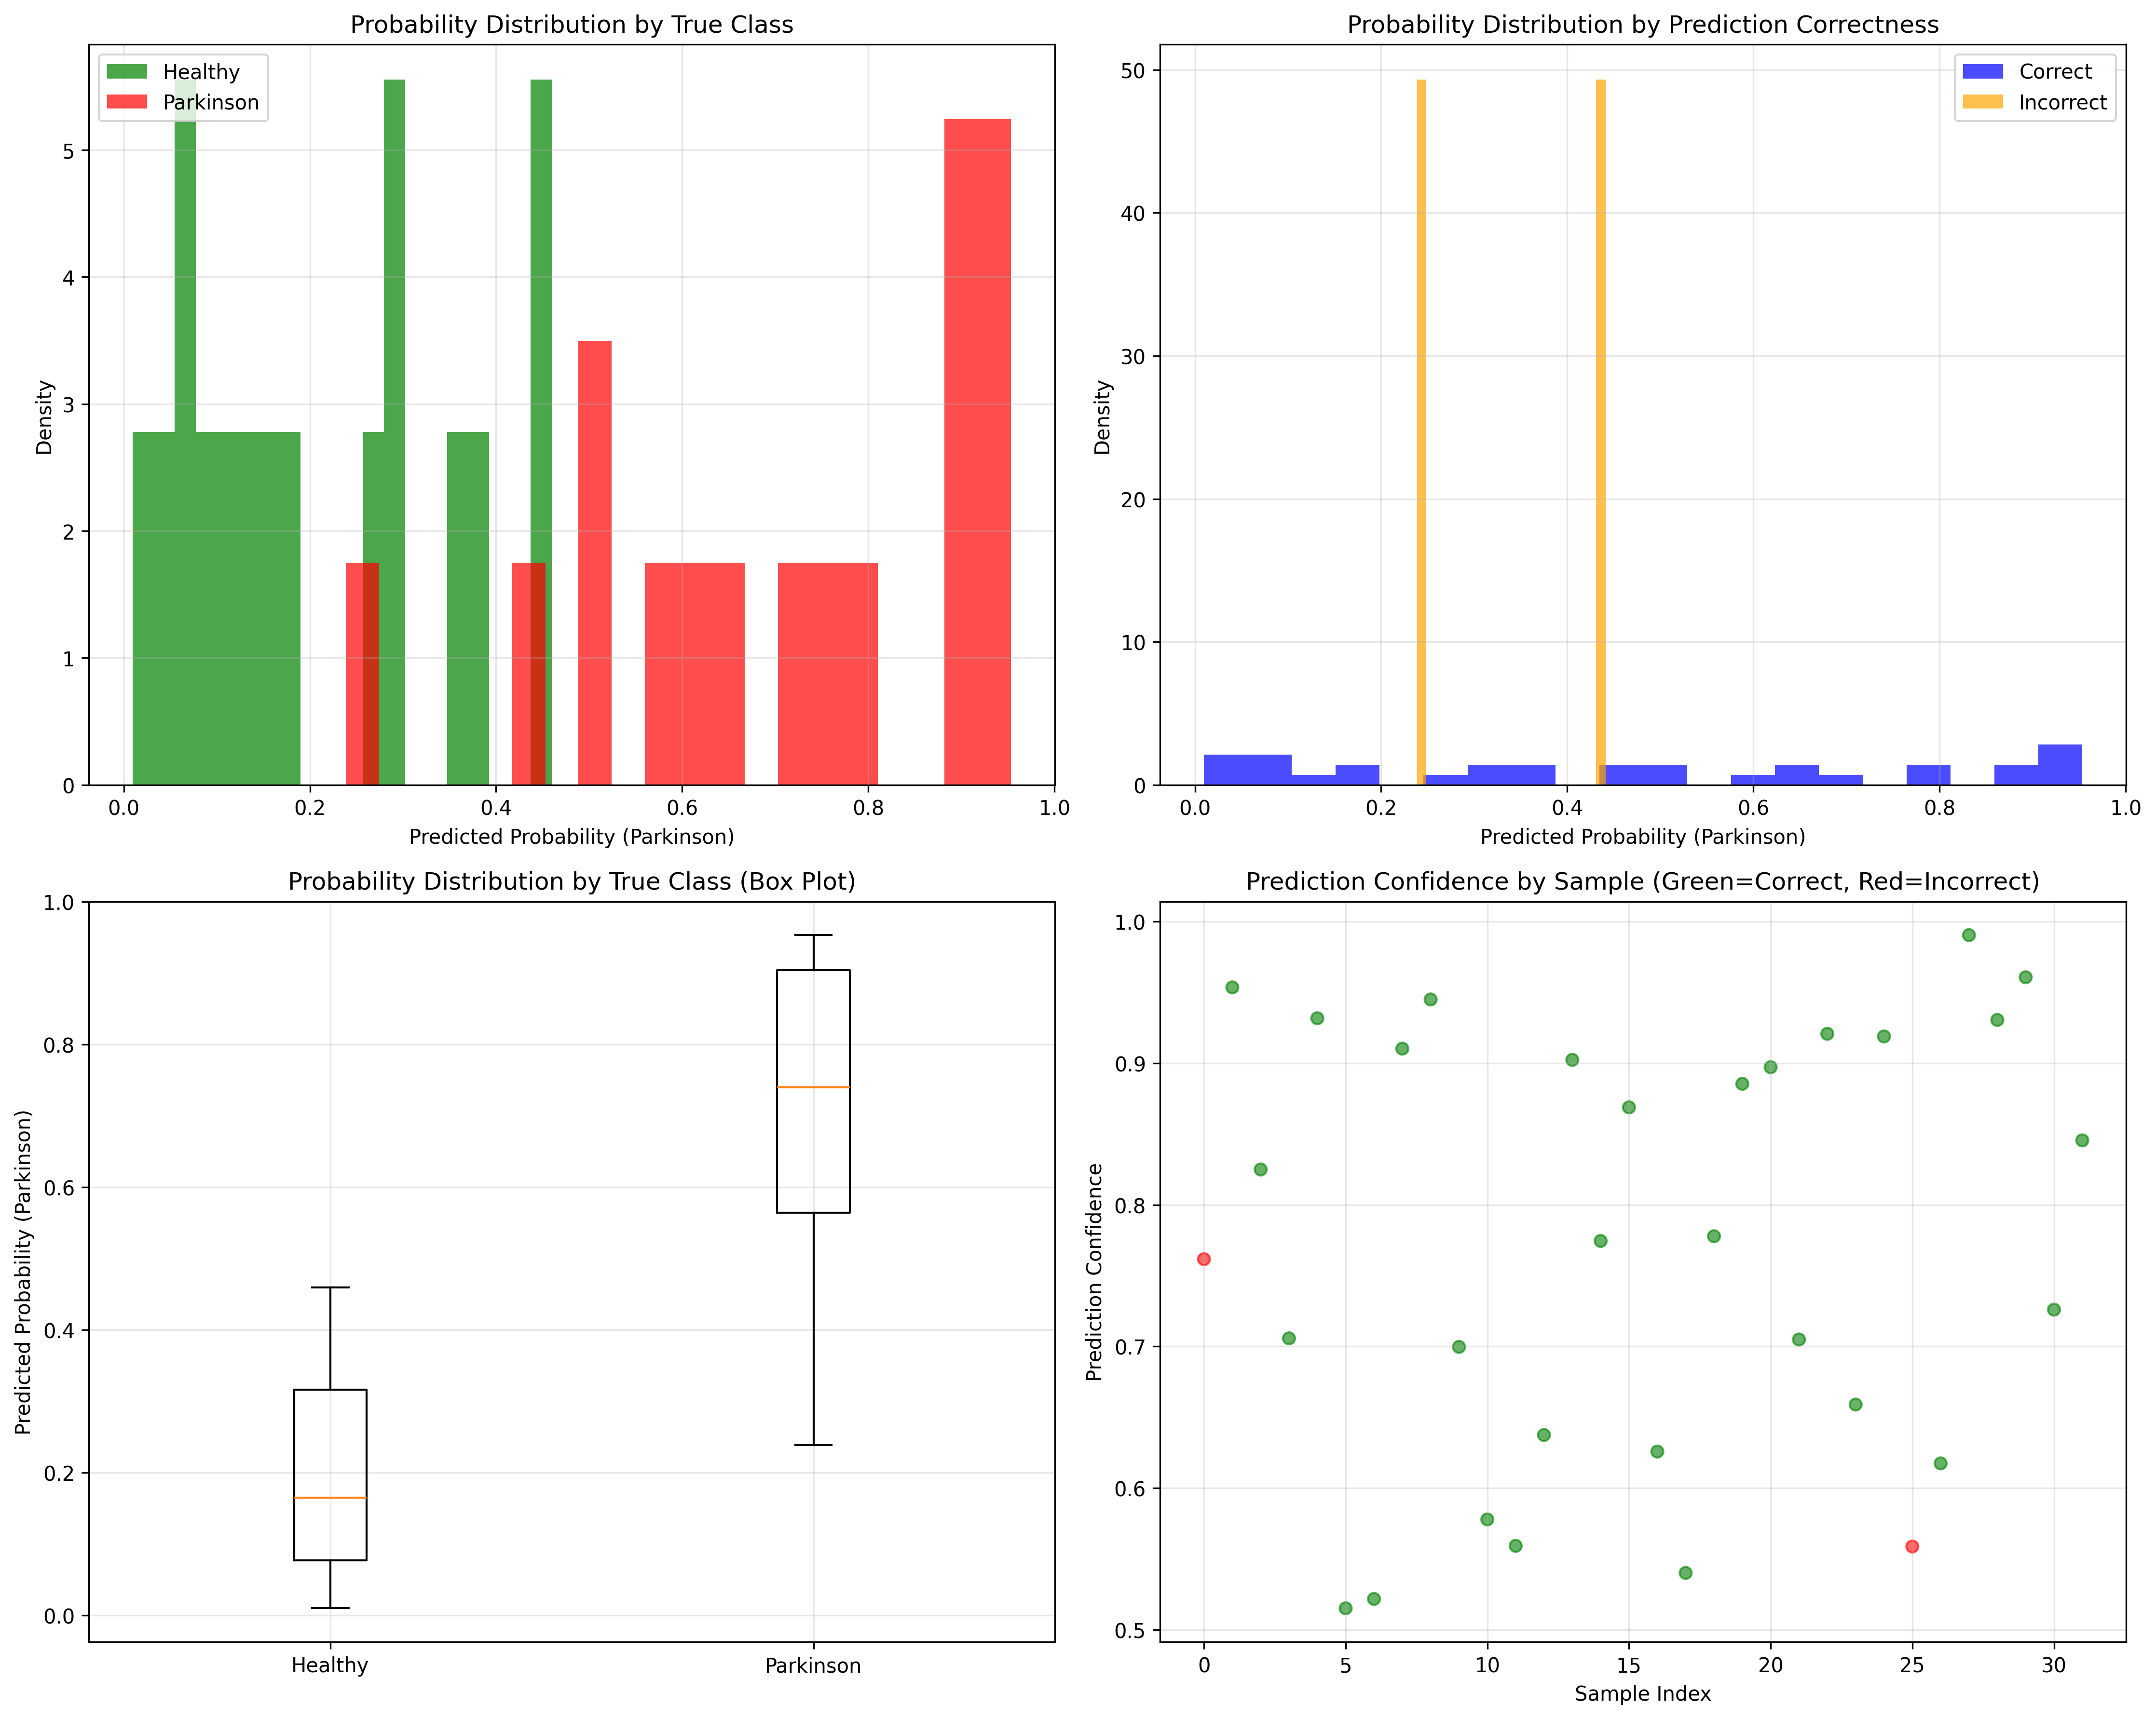 Probability Distribution by True Class
Healthy
Parkinson
5
4
3
2
1
0
Density
0.0 0.2 0.4 0.6 0.8 1.0
Predicted Probability (Parkinson)
Probability Distribution by Prediction Correctness
Correct
Incorrect
50
40
30
20
10
0
Density
0.0 0.2 0.4 0.6 0.8 1.0
Predicted Probability (Parkinson)
Probability Distribution by True Class (Box Plot)
1.0
0.8
0.6
0.4
0.2
0.0
Predicted Probability (Parkinson)
Healthy Parkinson
Prediction Confidence by Sample (Green=Correct, Red=Incorrect)
1.0
0.9
0.8
0.7
0.6
0.5
Prediction Confidence
0 5 10 15 20 25 30
Sample Index